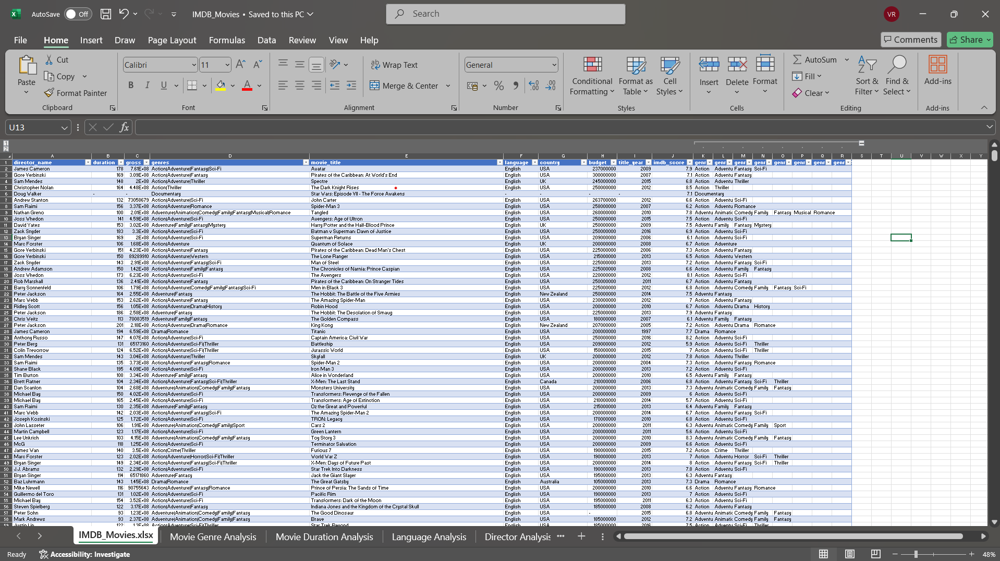 AutoSave Off IMDB_Movies • Saved to this PC Search VR
File Home Insert Draw Page Layout Formulas Data Review View Help Comments Share
Paste Cut Copy Format Painter Clipboard
Calibri 11 B I U Font
Wrap Text Merge & Center Alignment
General Number
Conditional Formatting Format as Table Cell Styles Styles
Insert Delete Format Cells
AutoSum Fill Clear Sort & Filter Find & Select Editing
Add-ins Add-ins
U13 fx
A B C D E F G H I J K L M N O P Q R S T U V W X Y
1 director_name duration gross genres movie_title language country budget title_year imdb_score genr genr genr genr genr genr genr genr
2 James Cameron 178 7.61E+08 Action|Adventure|Fantasy|Sci-Fi Avatar English USA 237000000 2009 7.9 Action Adventu Fantasy Sci-Fi
3 Gore Verbinski 169 3.09E+08 Action|Adventure|Fantasy Pirates of the Caribbean: At World's End English USA 300000000 2007 7.1 Action Adventu Fantasy
4 Sam Mendes 148 2E+08 Action|Adventure|Thriller Spectre English UK 245000000 2015 6.8 Action Adventu Thriller
5 Christopher Nolan 164 4.48E+08 Action|Thriller The Dark Knight Rises English USA 250000000 2012 8.5 Action Thriller
6 Doug Walker - - Documentary Star Wars: Episode VII - The Force Awakens - - - - 7.1 Documentary
7 Andrew Stanton 132 73058679 Action|Adventure|Sci-Fi John Carter English USA 263700000 2012 6.6 Action Adventu Sci-Fi
8 Sam Raimi 156 3.37E+08 Action|Adventure|Romance Spider-Man 3 English USA 258000000 2007 6.2 Action Adventu Romance
9 Nathan Greno 100 2.01E+08 Adventure|Animation|Comedy|Family|Fantasy|Musical|Romance Tangled English USA 260000000 2010 7.8 Adventu Animatic Comedy Family Fantasy Musical Romance
10 Joss Whedon 141 4.59E+08 Action|Adventure|Sci-Fi Avengers: Age of Ultron English USA 250000000 2015 7.5 Action Adventu Sci-Fi
11 David Yates 153 3.02E+08 Adventure|Family|Fantasy|Mystery Harry Potter and the Half-Blood Prince English UK 250000000 2009 7.5 Adventu Family Fantasy Mystery
12 Zack Snyder 183 3.3E+08 Action|Adventure|Sci-Fi Batman v Superman: Dawn of Justice English USA 250000000 2016 6.9 Action Adventu Sci-Fi
13 Bryan Singer 169 2E+08 Action|Adventure|Sci-Fi Superman Returns English USA 209000000 2006 6.1 Action Adventu Sci-Fi
14 Marc Forster 106 1.68E+08 Action|Adventure Quantum of Solace English UK 200000000 2008 6.7 Action Adventure
15 Gore Verbinski 151 4.23E+08 Action|Adventure|Fantasy Pirates of the Caribbean: Dead Man's Chest English USA 225000000 2006 7.3 Action Adventu Fantasy
16 Gore Verbinski 150 89289910 Action|Adventure|Western The Lone Ranger English USA 215000000 2013 6.5 Action Adventu Western
17 Zack Snyder 143 2.91E+08 Action|Adventure|Fantasy|Sci-Fi Man of Steel English USA 225000000 2013 7.2 Action Adventu Fantasy Sci-Fi
18 Andrew Adamson 150 1.42E+08 Action|Adventure|Family|Fantasy The Chronicles of Narnia: Prince Caspian English USA 225000000 2008 6.6 Action Adventu Family Fantasy
19 Joss Whedon 173 6.23E+08 Action|Adventure|Sci-Fi The Avengers English USA 220000000 2012 8.1 Action Adventu Sci-Fi
20 Rob Marshall 136 2.41E+08 Action|Adventure|Fantasy Pirates of the Caribbean: On Stranger Tides English USA 250000000 2011 6.7 Action Adventu Fantasy
21 Barry Sonnenfeld 106 1.79E+08 Action|Adventure|Comedy|Family|Fantasy|Sci-Fi Men in Black 3 English USA 225000000 2012 6.8 Action Adventu Comedy Family Fantasy Sci-Fi
22 Peter Jackson 164 2.55E+08 Adventure|Fantasy The Hobbit: The Battle of the Five Armies English New Zealand 250000000 2014 7.5 Adventu Fantasy
23 Marc Webb 153 2.62E+08 Action|Adventure|Fantasy The Amazing Spider-Man English USA 230000000 2012 7 Action Adventu Fantasy
24 Ridley Scott 156 1.05E+08 Action|Adventure|Drama|History Robin Hood English USA 200000000 2010 6.7 Action Adventu Drama History
25 Peter Jackson 186 2.58E+08 Adventure|Fantasy The Hobbit: The Desolation of Smaug English USA 225000000 2013 7.9 Adventu Fantasy
26 Chris Weitz 113 70083519 Adventure|Family|Fantasy The Golden Compass English USA 180000000 2007 6.1 Adventu Family Fantasy
27 Peter Jackson 201 2.18E+08 Action|Adventure|Drama|Romance King Kong English New Zealand 207000000 2005 7.2 Action Adventu Drama Romance
28 James Cameron 194 6.59E+08 Drama|Romance Titanic English USA 200000000 1997 7.7 Drama Romance
29 Anthony Russo 147 4.07E+08 Action|Adventure|Sci-Fi Captain America: Civil War English USA 250000000 2016 8.2 Action Adventu Sci-Fi
30 Peter Berg 131 65173160 Action|Adventure|Sci-Fi|Thriller Battleship English USA 209000000 2012 5.9 Action Adventu Sci-Fi Thriller
31 Colin Trevorrow 124 6.52E+08 Action|Adventure|Sci-Fi|Thriller Jurassic World English USA 150000000 2015 7 Action Adventu Sci-Fi Thriller
32 Sam Mendes 143 3.04E+08 Action|Adventure|Thriller Skyfall English UK 200000000 2012 7.8 Action Adventu Thriller
33 Sam Raimi 135 3.73E+08 Action|Adventure|Fantasy|Romance Spider-Man 2 English USA 200000000 2004 7.3 Action Adventu Fantasy Romance
34 Shane Black 195 4.09E+08 Action|Adventure|Sci-Fi Iron Man 3 English USA 200000000 2013 7.2 Action Adventu Sci-Fi
35 Tim Burton 108 3.34E+08 Adventure|Family|Fantasy Alice in Wonderland English USA 200000000 2010 6.5 Adventu Family Fantasy
36 Brett Ratner 104 2.34E+08 Action|Adventure|Fantasy|Sci-Fi|Thriller X-Men: The Last Stand English Canada 210000000 2006 6.8 Action Adventu Fantasy Sci-Fi Thriller
37 Dan Scanlon 104 2.68E+08 Adventure|Animation|Comedy|Family|Fantasy Monsters University English USA 200000000 2013 7.3 Adventu Animatic Comedy Family Fantasy
38 Michael Bay 150 4.02E+08 Action|Adventure|Sci-Fi Transformers: Revenge of the Fallen English USA 200000000 2009 6 Action Adventu Sci-Fi
39 Michael Bay 165 2.45E+08 Action|Adventure|Sci-Fi Transformers: Age of Extinction English USA 210000000 2014 5.7 Action Adventu Sci-Fi
40 Sam Raimi 130 2.35E+08 Adventure|Family|Fantasy Oz the Great and Powerful English USA 215000000 2013 6.4 Adventu Family Fantasy
41 Marc Webb 142 2.03E+08 Action|Adventure|Fantasy|Sci-Fi The Amazing Spider-Man 2 English USA 200000000 2014 6.7 Action Adventu Fantasy Sci-Fi
42 Joseph Kosinski 125 1.72E+08 Action|Adventure|Sci-Fi TRON: Legacy English USA 170000000 2010 6.8 Action Adventu Sci-Fi
43 John Lasseter 106 1.91E+08 Adventure|Animation|Comedy|Family|Sport Cars 2 English USA 200000000 2011 6.3 Adventu Animatic Comedy Family Sport
44 Martin Campbell 123 1.17E+08 Action|Adventure|Sci-Fi Green Lantern English USA 200000000 2011 5.6 Action Adventu Sci-Fi
45 Lee Unkrich 103 4.15E+08 Adventure|Animation|Comedy|Family|Fantasy Toy Story 3 English USA 200000000 2010 8.3 Adventu Animatic Comedy Family Fantasy
46 McG 118 1.25E+08 Action|Adventure|Sci-Fi Terminator Salvation English USA 200000000 2009 6.6 Action Adventu Sci-Fi
47 James Wan 140 3.5E+08 Action|Crime|Thriller Furious 7 English USA 190000000 2015 7.2 Action Crime Thriller
48 Marc Forster 123 2.02E+08 Action|Adventure|Horror|Sci-Fi|Thriller World War Z English USA 190000000 2013 7 Action Adventu Horror Sci-Fi Thriller
49 Bryan Singer 149 2.34E+08 Action|Adventure|Fantasy|Sci-Fi|Thriller X-Men: Days of Future Past English USA 200000000 2014 8 Action Adventu Fantasy Sci-Fi Thriller
50 J.J. Abrams 132 2.29E+08 Action|Adventure|Sci-Fi Star Trek Into Darkness English USA 190000000 2013 7.8 Action Adventu Sci-Fi
51 Bryan Singer 114 65171860 Adventure|Fantasy Jack the Giant Slayer English USA 195000000 2013 6.3 Adventu Fantasy
52 Baz Luhrmann 143 1.45E+08 Drama|Romance The Great Gatsby English Australia 105000000 2013 7.3 Drama Romance
53 Mike Newell 116 90755643 Action|Adventure|Fantasy|Romance Prince of Persia: The Sands of Time English USA 200000000 2010 6.6 Action Adventu Fantasy Romance
54 Guillermo del Toro 131 1.02E+08 Action|Adventure|Sci-Fi Pacific Rim English USA 190000000 2013 7 Action Adventu Sci-Fi
55 Michael Bay 154 3.52E+08 Action|Adventure|Sci-Fi Transformers: Dark of the Moon English USA 195000000 2011 6.3 Action Adventu Sci-Fi
56 Steven Spielberg 122 3.17E+08 Action|Adventure|Fantasy Indiana Jones and the Kingdom of the Crystal Skull English USA 185000000 2008 6.2 Action Adventu Fantasy
57 Peter Sohn 93 1.23E+08 Adventure|Animation|Comedy|Family|Fantasy The Good Dinosaur English USA - 2015 6.8 Adventu Animatic Comedy Family Fantasy
58 Mark Andrews 93 2.37E+08 Adventure|Animation|Comedy|Family|Fantasy Brave English USA 185000000 2012 7.2 Adventu Animatic Comedy Family Fantasy
59 Justin Lin 122 1.3E+08 Action|Adventure|Sci-Fi|Thriller Star Trek Beyond English USA 185000000 2016 7.5 Action Adventu Sci-Fi Thriller
IMDB_Movies.xlsx Movie Genre Analysis Movie Duration Analysis Language Analysis Director Analysis
Ready Accessibility: Investigate 48%